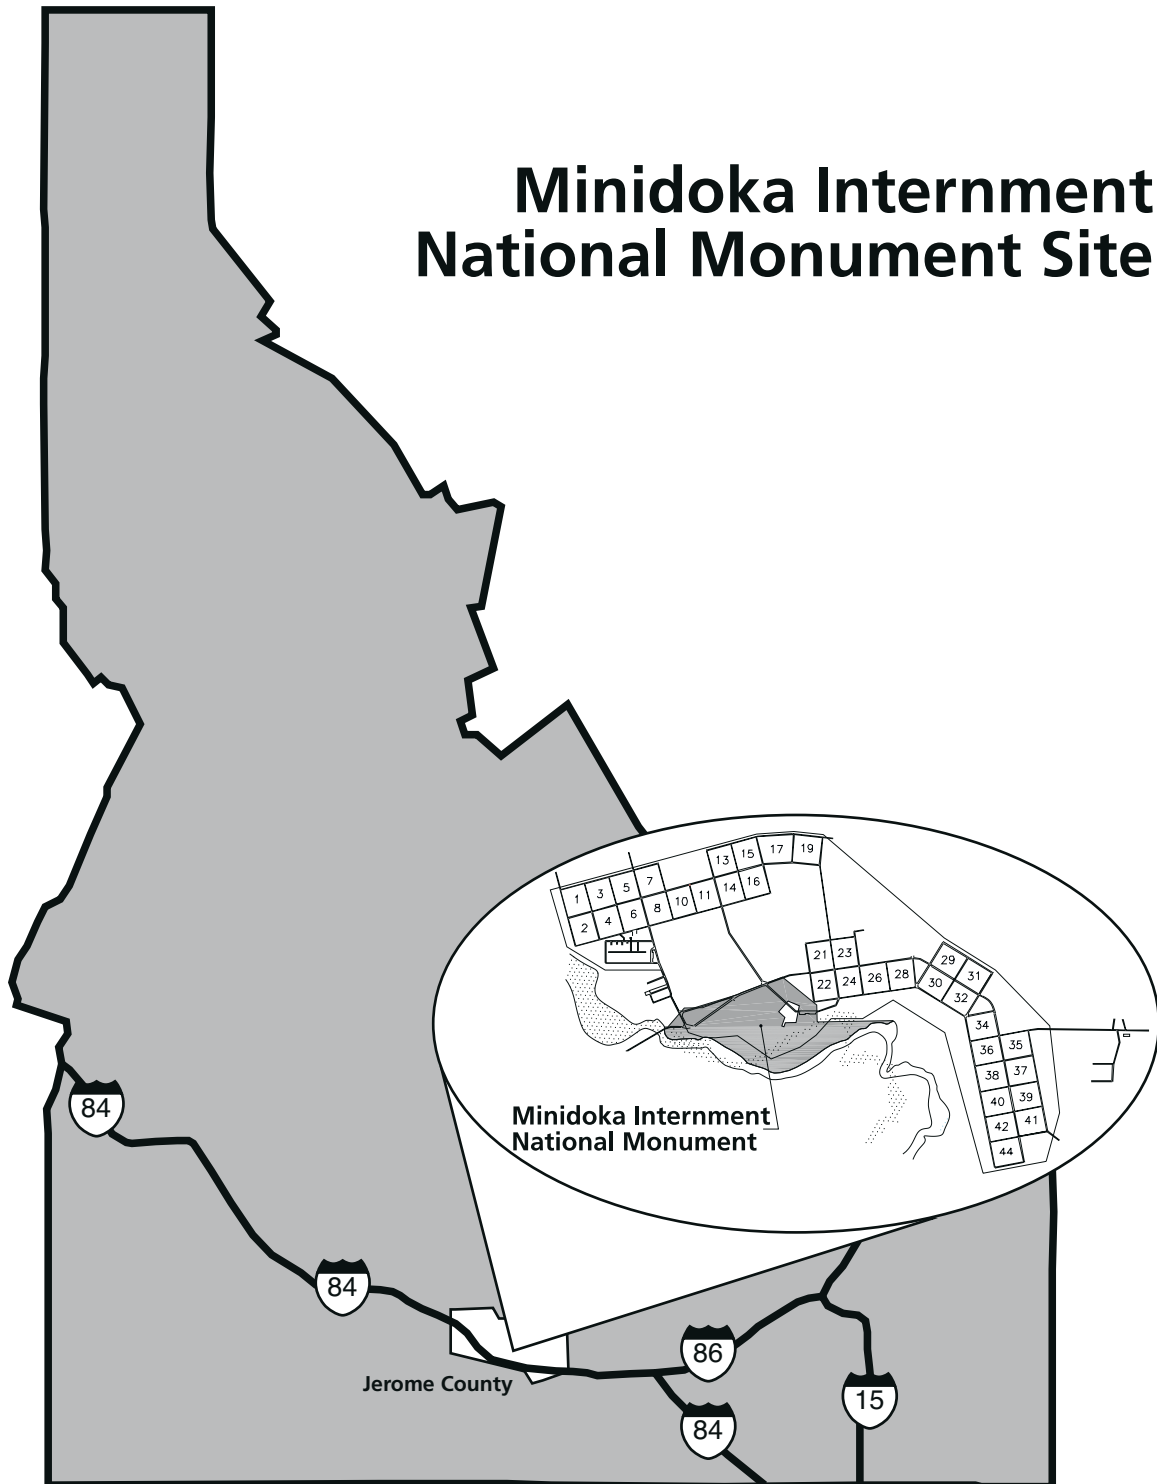 Minidoka Internment
National Monument Site
13 15 17 19
1 3 5 7
2 4 6 8 10 11 14 16
21 23
22 24 26 28
29 31
30 32
34
36 35
38 37
40 39
42 41
44
Minidoka Internment
National Monument
84
84
86
Jerome County
15
84